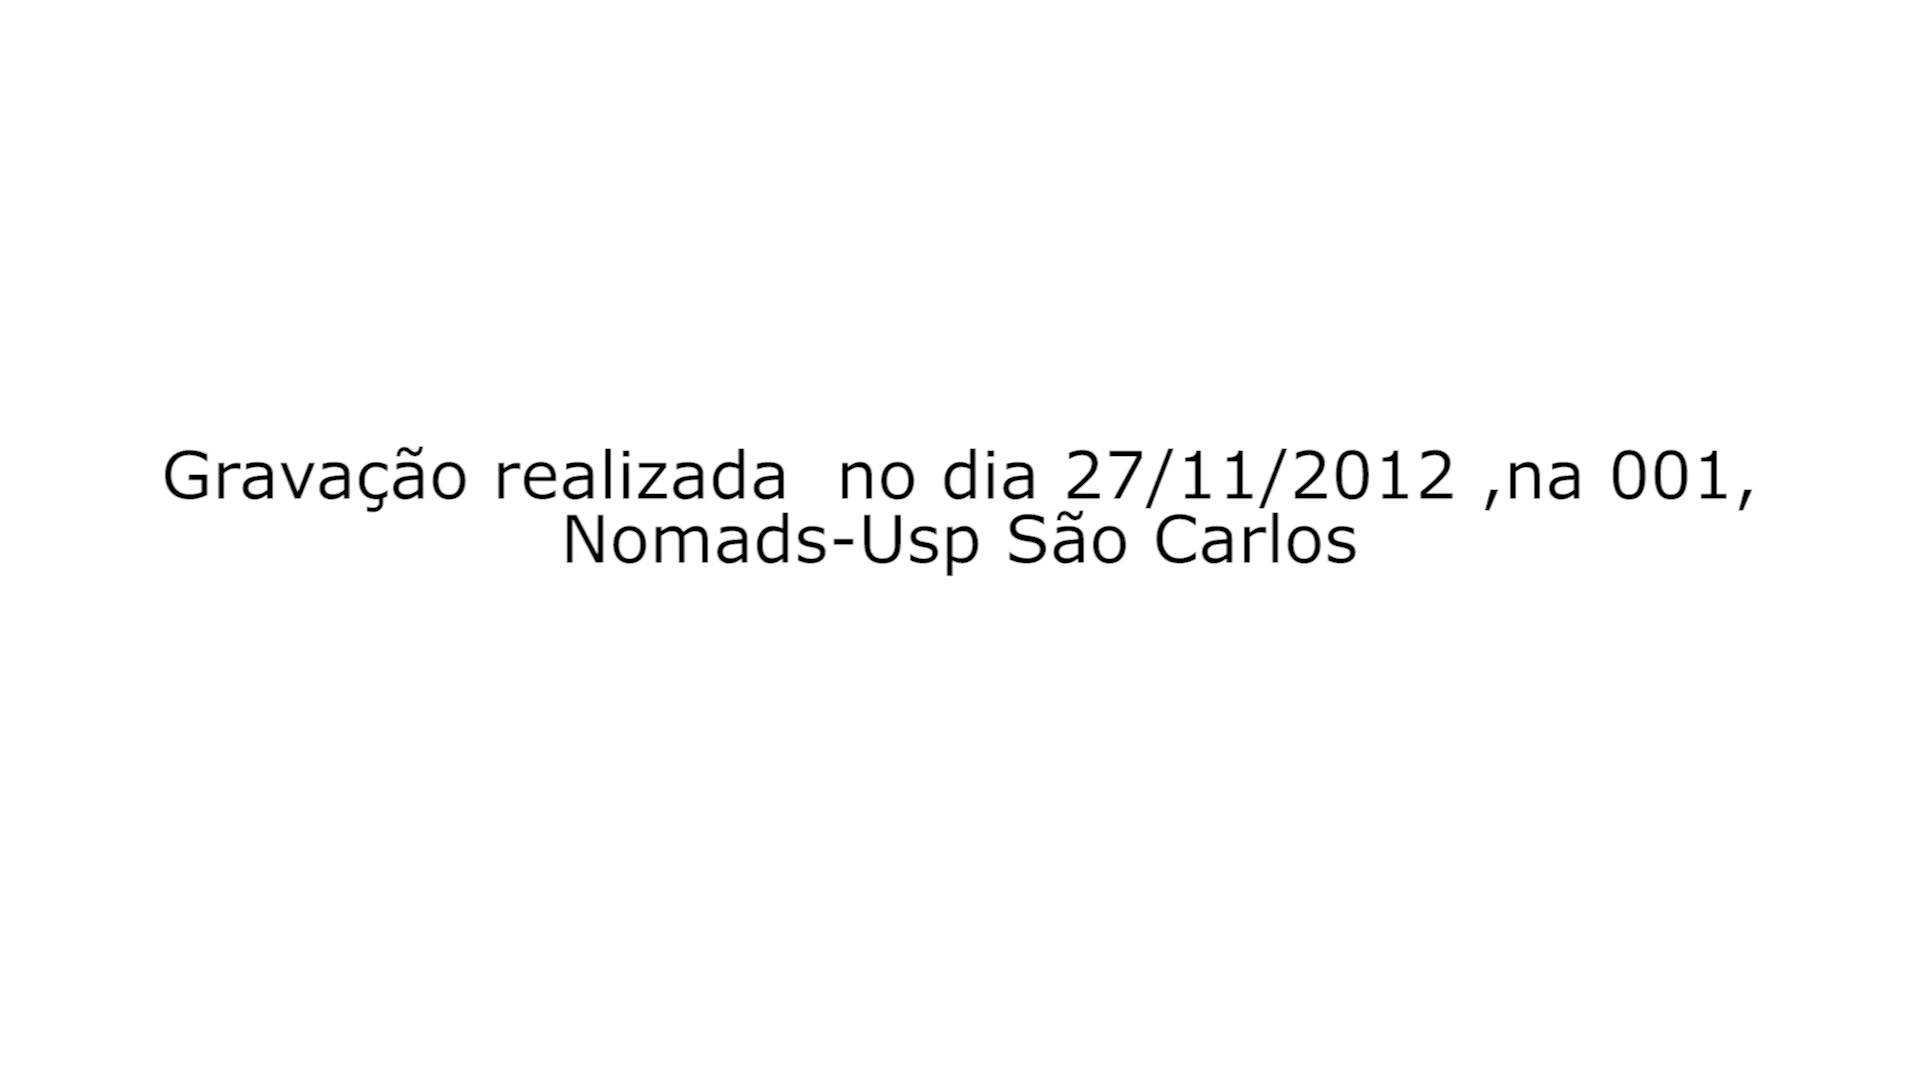 Gravação realizada  no dia 27/11/2012 ,na 001,
Nomads-Usp São Carlos